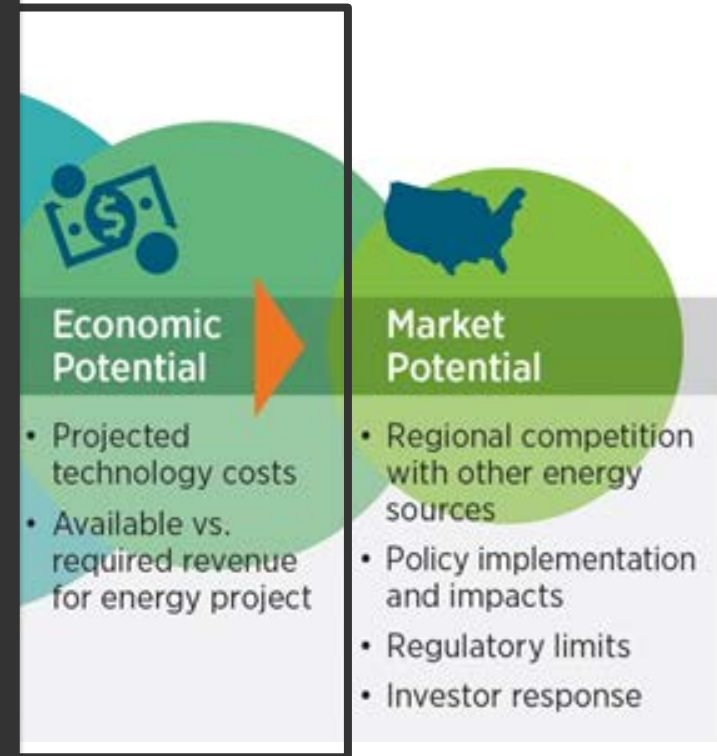 $
Economic
Potential
• Projected
technology costs
• Available vs.
required revenue
for energy project
Market
Potential
• Regional competition
with other energy
sources
• Policy implementation
and impacts
• Regulatory limits
• Investor response